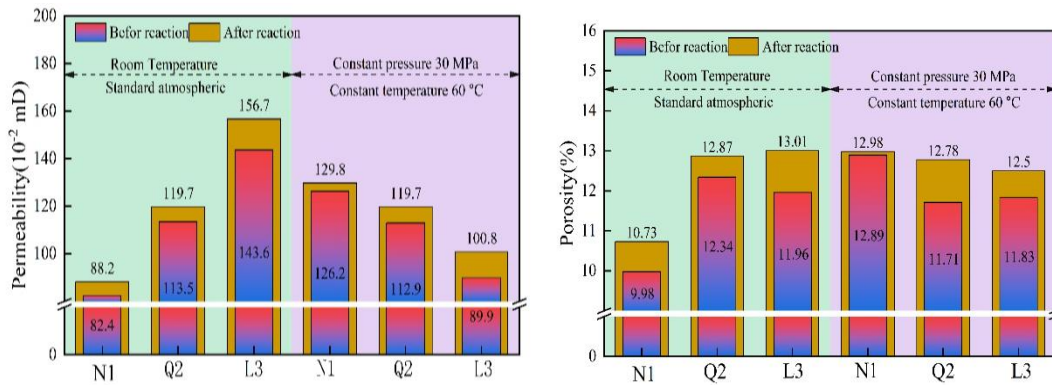 Permeability(10⁻² mD)
200
180
160
140
120
100
0
Befor reaction
After reaction
Room Temperature
Standard atmospheric
Constant pressure 30 MPa
Constant temperature 60 °C
88.2
119.7
156.7
129.8
119.7
100.8
82.4
113.5
143.6
126.2
112.9
89.9
N1
Q2
L3
N1
Q2
L3
Porosity(%)
16
15
14
13
12
11
10
0
Befor reaction
After reaction
Room Temperature
Standard atmospheric
Constant pressure 30 MPa
Constant temperature 60 °C
10.73
12.87
13.01
12.98
12.78
12.5
9.98
12.34
11.96
12.89
11.71
11.83
N1
Q2
L3
N1
Q2
L3